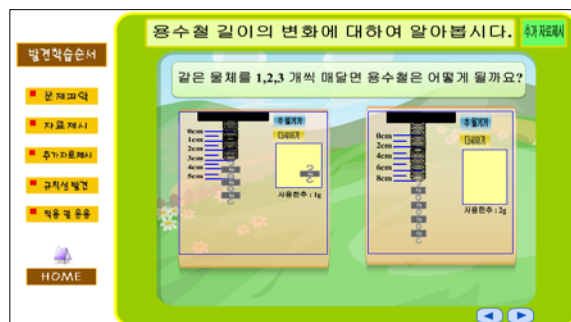 용수철 길이의 변화에 대하여 알아봅시다.
추가 자료제시
발견학습순서
문제파악
자료제시
추가자료제시
규칙성 발견
적용 및 응용
HOME
같은 물체를 1,2,3 개씩 매달면 용수철은 어떻게 될까요?
추 옮기기
다시하기
0cm
1cm
2cm
3cm
4cm
5cm
사용한추 : 1g
추 옮기기
다시하기
0cm
2cm
4cm
6cm
8cm
사용한추 : 2g